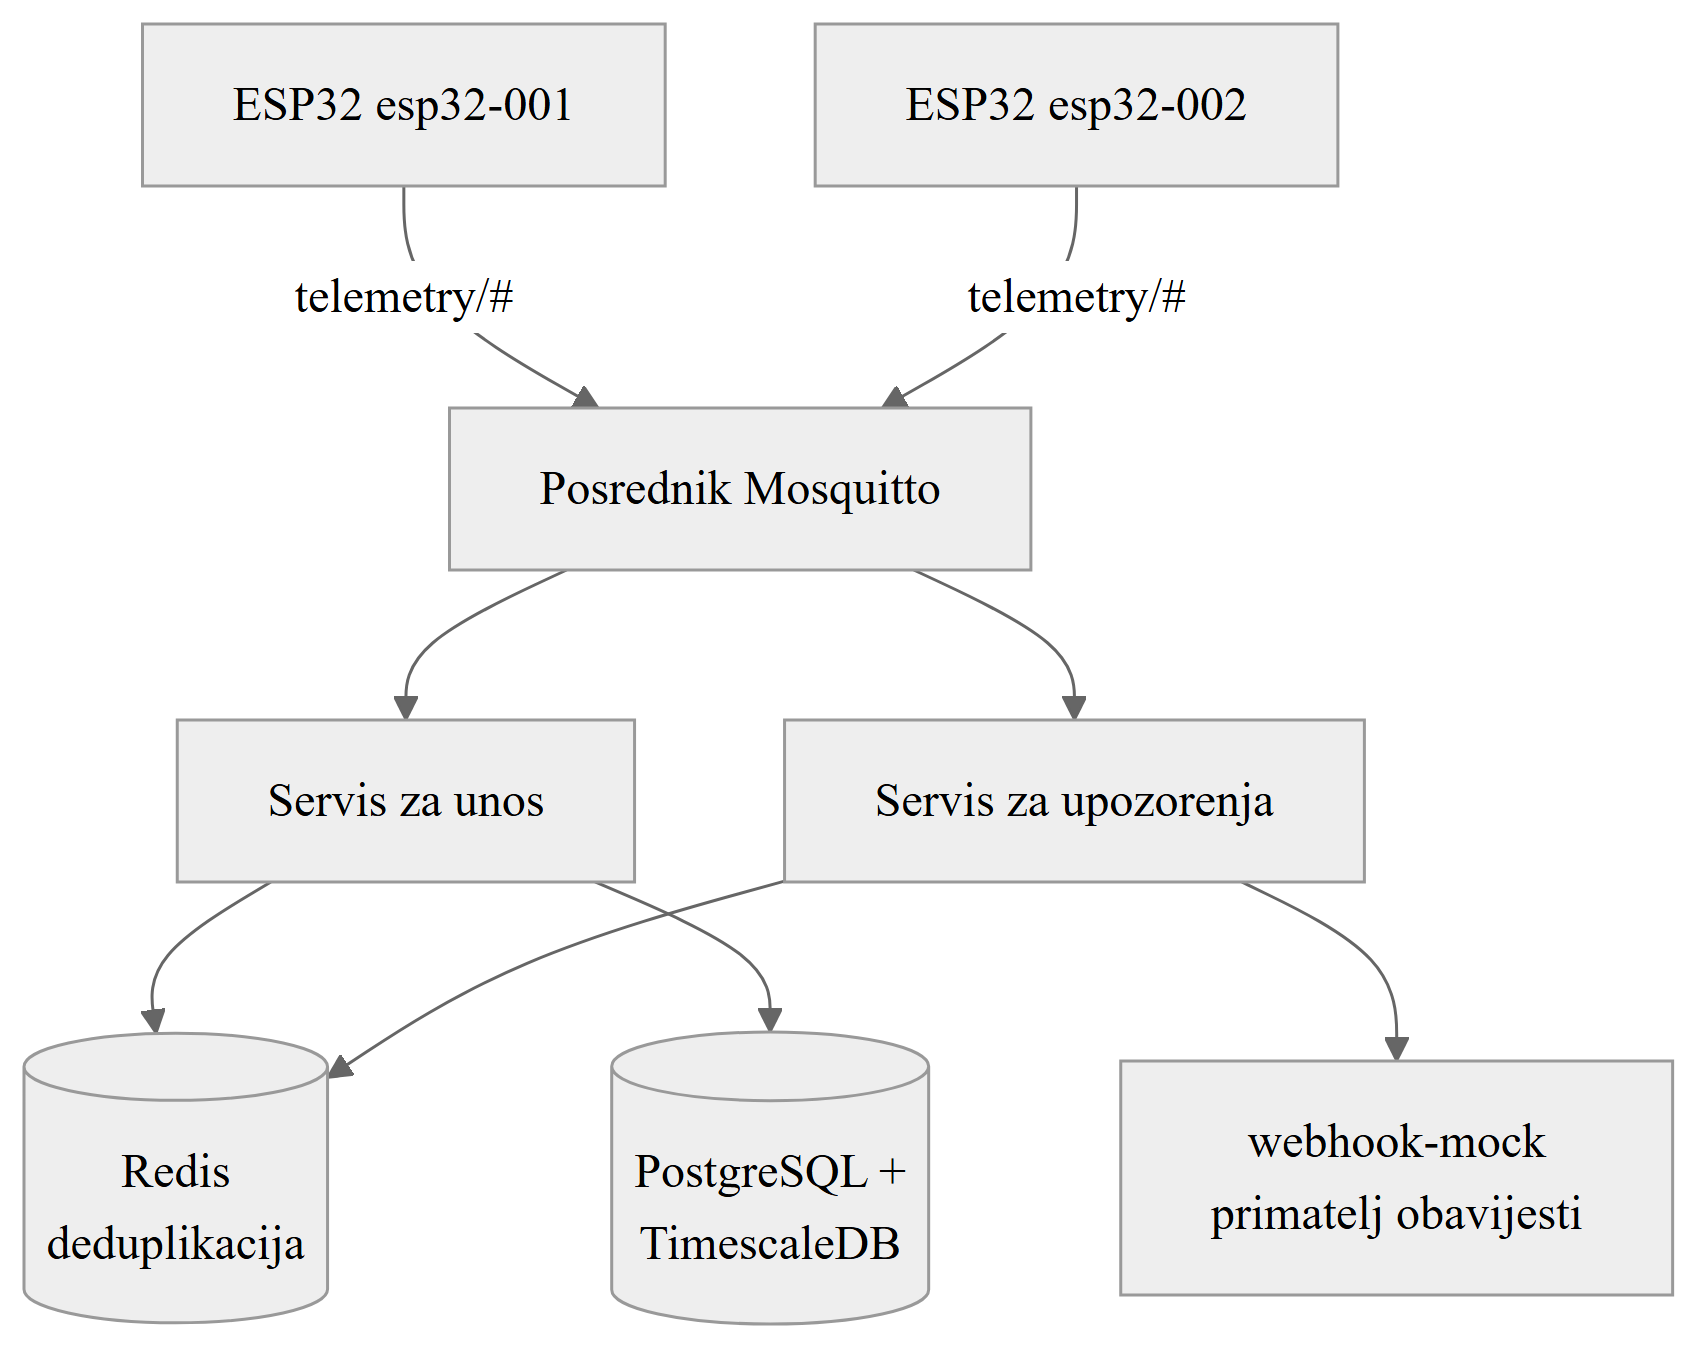 ESP32 esp32-001
ESP32 esp32-002
telemetry/#
telemetry/#
Posrednik Mosquitto
Servis za unos
Servis za upozorenja
Redis
deduplikacija
PostgreSQL +
TimescaleDB
webhook-mock
primatelj obavijesti